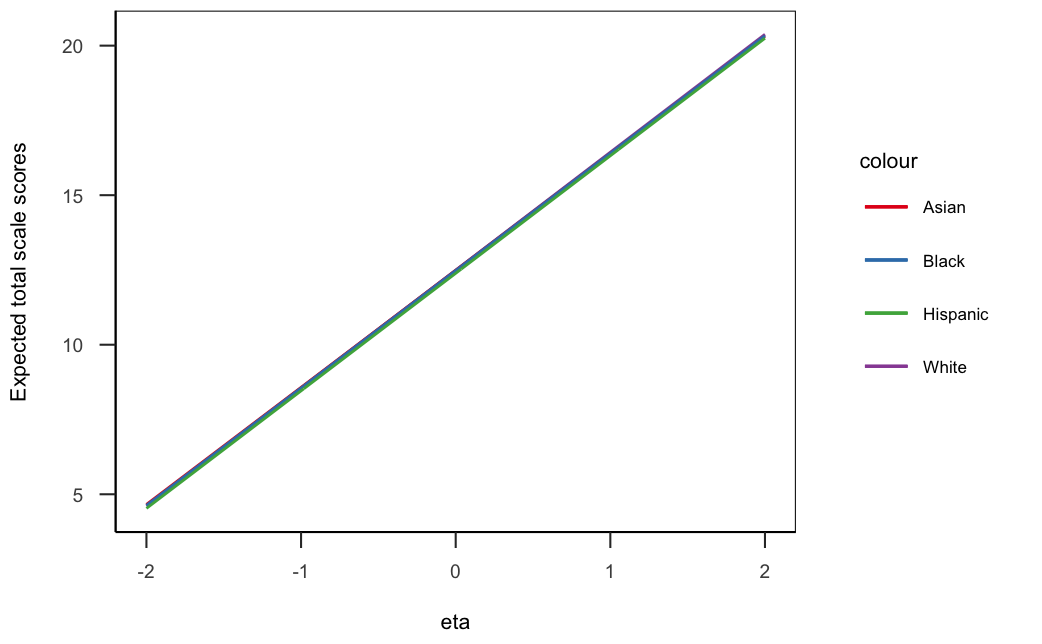 Expected total scale scores
20
15
10
5
-2
-1
0
1
2
eta
colour
Asian
Black
Hispanic
White